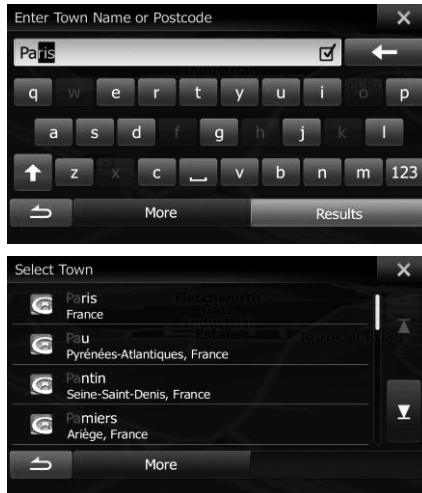 Enter Town Name or Postcode
Paris
q w e r t y u i o p
a s d f g h j k l
z x c v b n m 123
More Results
Select Town
Paris
France
Pau
Pyrénées-Atlantiques, France
Pantin
Seine-Saint-Denis, France
Pamiers
Ariège, France
More